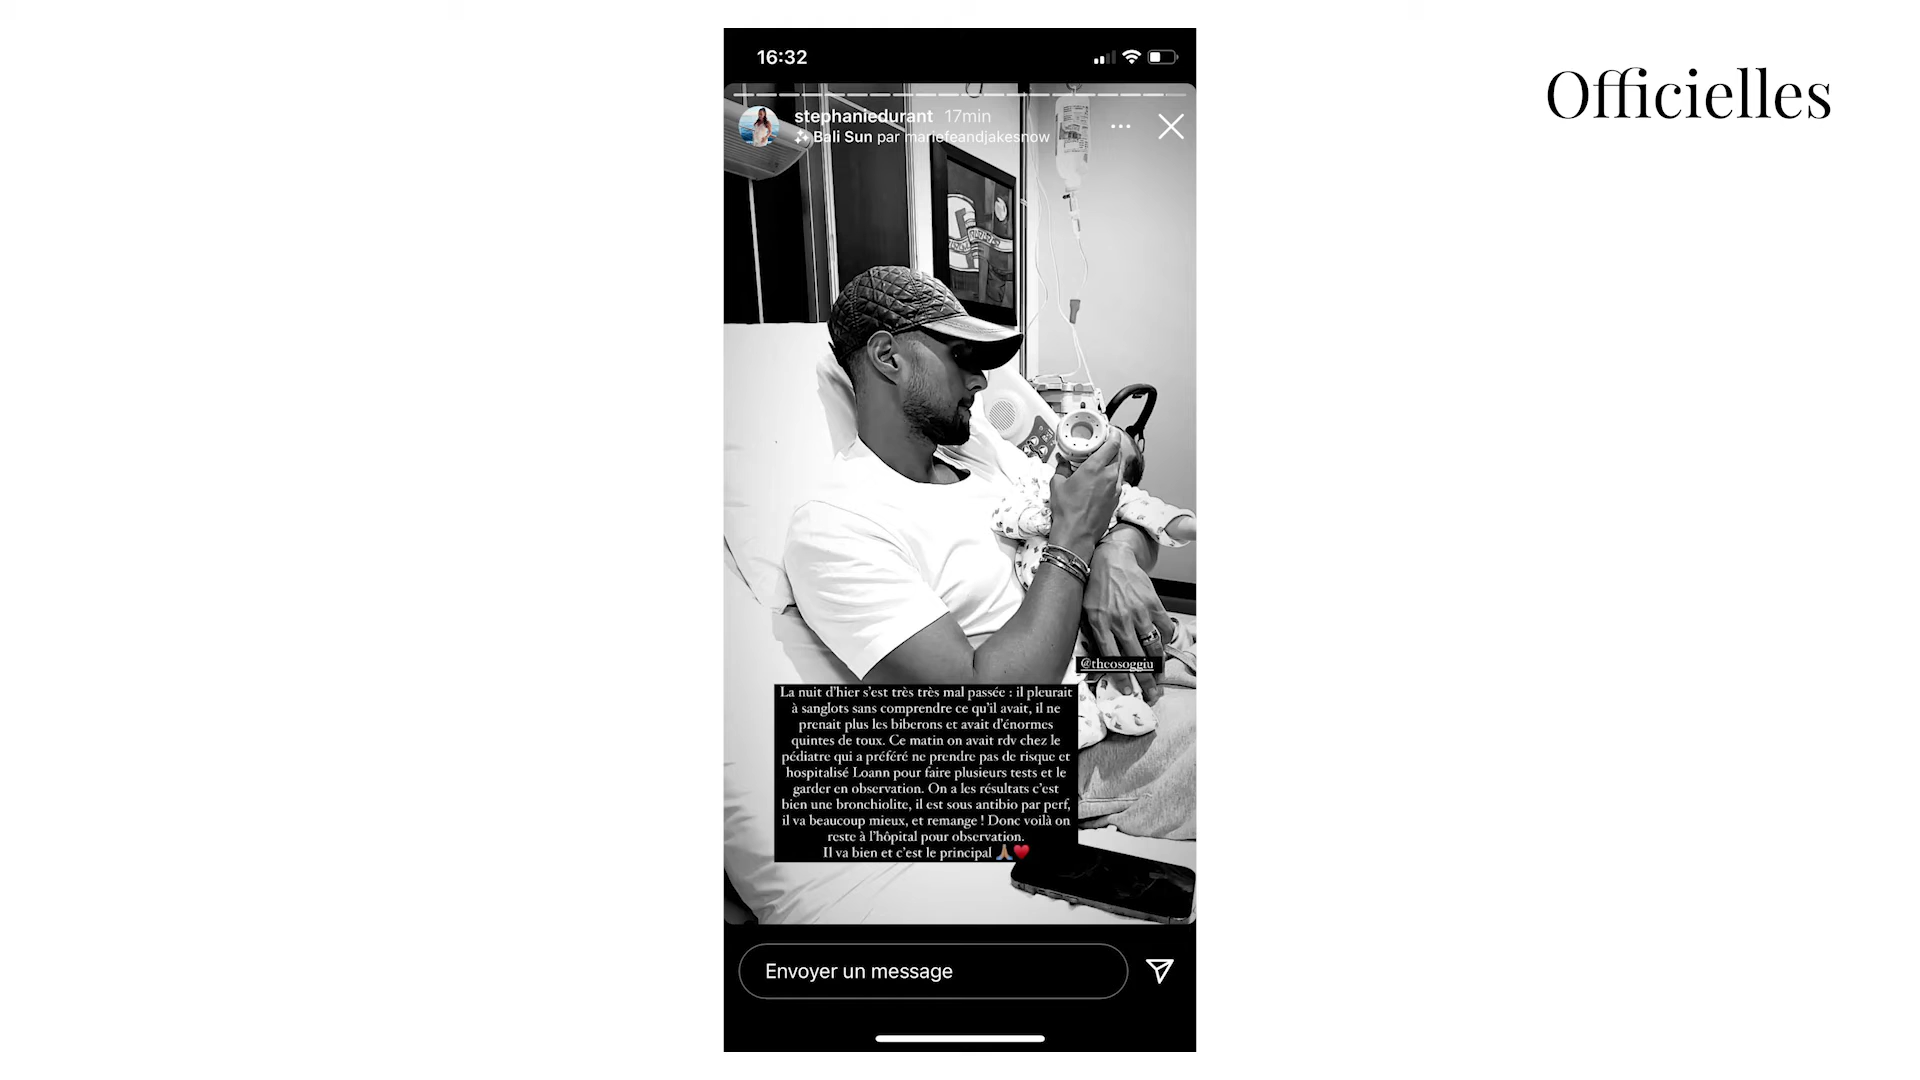 16:32
Officielles
stephaniedurant 17min
Bali Sun par mariefeandjakesnow
@theosoggiu
La nuit d'hier s'est très très mal passée : il pleurait
à sanglots sans comprendre ce qu'il avait, il ne
prenait plus les biberons et avait d'énormes
quintes de toux. Ce matin on avait rdv chez le
pédiatre qui a préféré ne prendre pas de risque et
hospitalisé Loann pour faire plusieurs tests et le
garder en observation. On a les résultats c'est
bien une bronchiolite, il est sous antibio par perf,
il va beaucoup mieux, et remange ! Donc voilà on
reste à l'hôpital pour observation.
Il va bien et c'est le principal 🙏🏽❤️
Envoyer un message